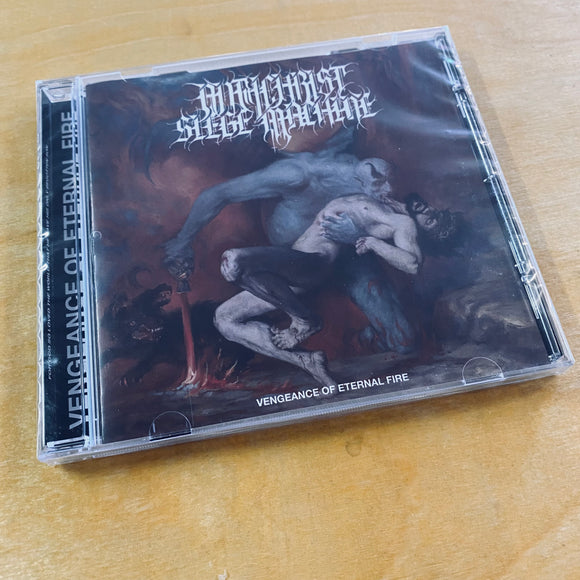 ANTICHRIST
SIEGE MACHINE
VENGEANCE OF ETERNAL FIRE
VENGEANCE OF ETERNAL FIRE